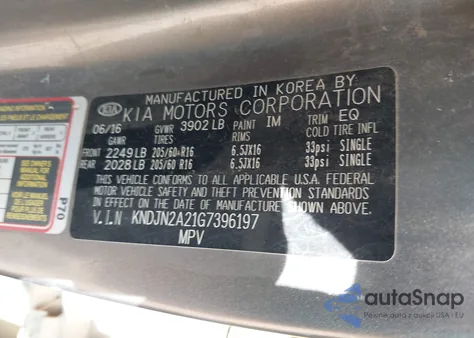 MANUFACTURED IN KOREA BY
KIA KIA MOTORS CORPORATION
06/16 GVWR 3902 LB PAINT IM TRIM EQ
COLD TIRE INFL
FRONT 2249 LB 205/60 R16 6.5JX16 33psi SINGLE
REAR 2028 LB 205/60 R16 6.5JX16 33psi SINGLE
THIS VEHICLE CONFORMS TO ALL APPLICABLE U.S.A. FEDERAL
MOTOR VEHICLE SAFETY BUMPER, AND THEFT PREVENTION STANDARDS
IN EFFECT ON THE DATE OF MANUFACTURE SHOWN ABOVE.
V.I.N KNDJN2A21G7396197
MPV
P70
autoSnap